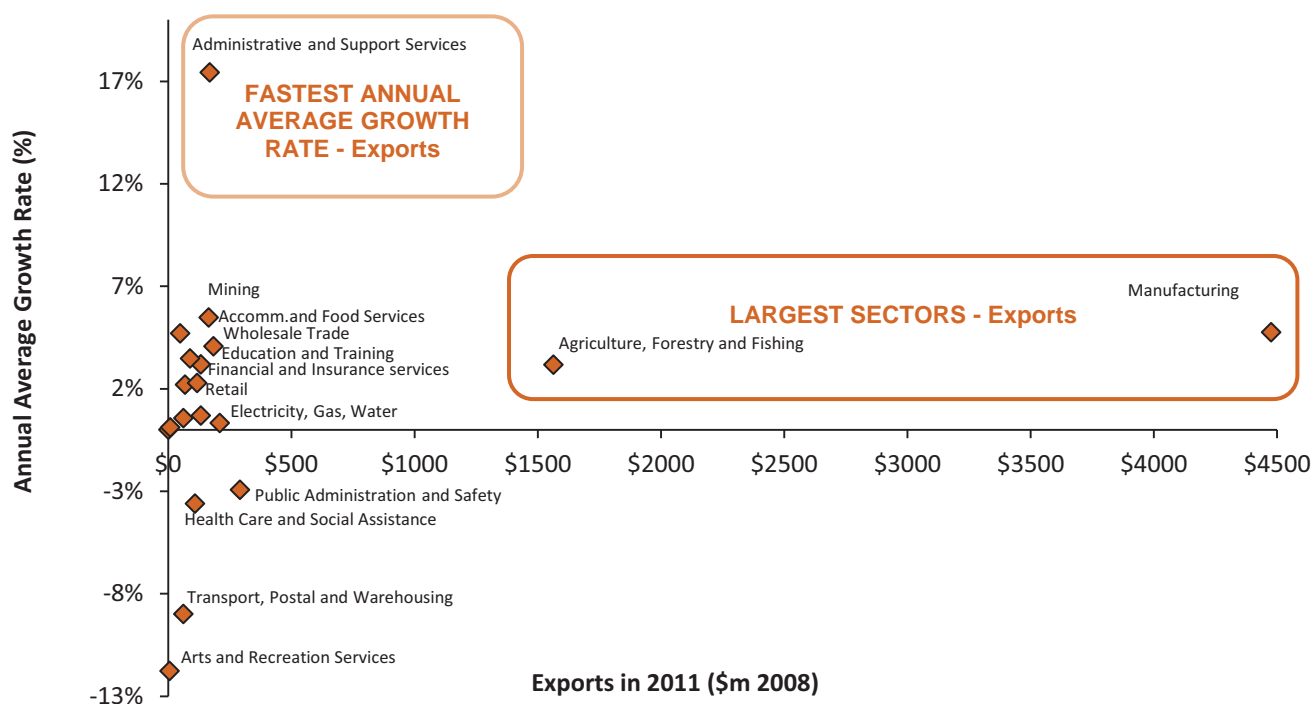 Administrative and Support Services
17%
FASTEST ANNUAL
AVERAGE GROWTH
RATE - Exports
12%
Annual Average Growth Rate (%)
7%
Mining
Manufacturing
Accomm.and Food Services
LARGEST SECTORS - Exports
Wholesale Trade
Agriculture, Forestry and Fishing
Education and Training
Financial and Insurance services
2%
Retail
Electricity, Gas, Water
$0 $500 $1000 $1500 $2000 $2500 $3000 $3500 $4000 $4500
-3%
Public Administration and Safety
Health Care and Social Assistance
-8%
Transport, Postal and Warehousing
Arts and Recreation Services
Exports in 2011 ($m 2008)
-13%